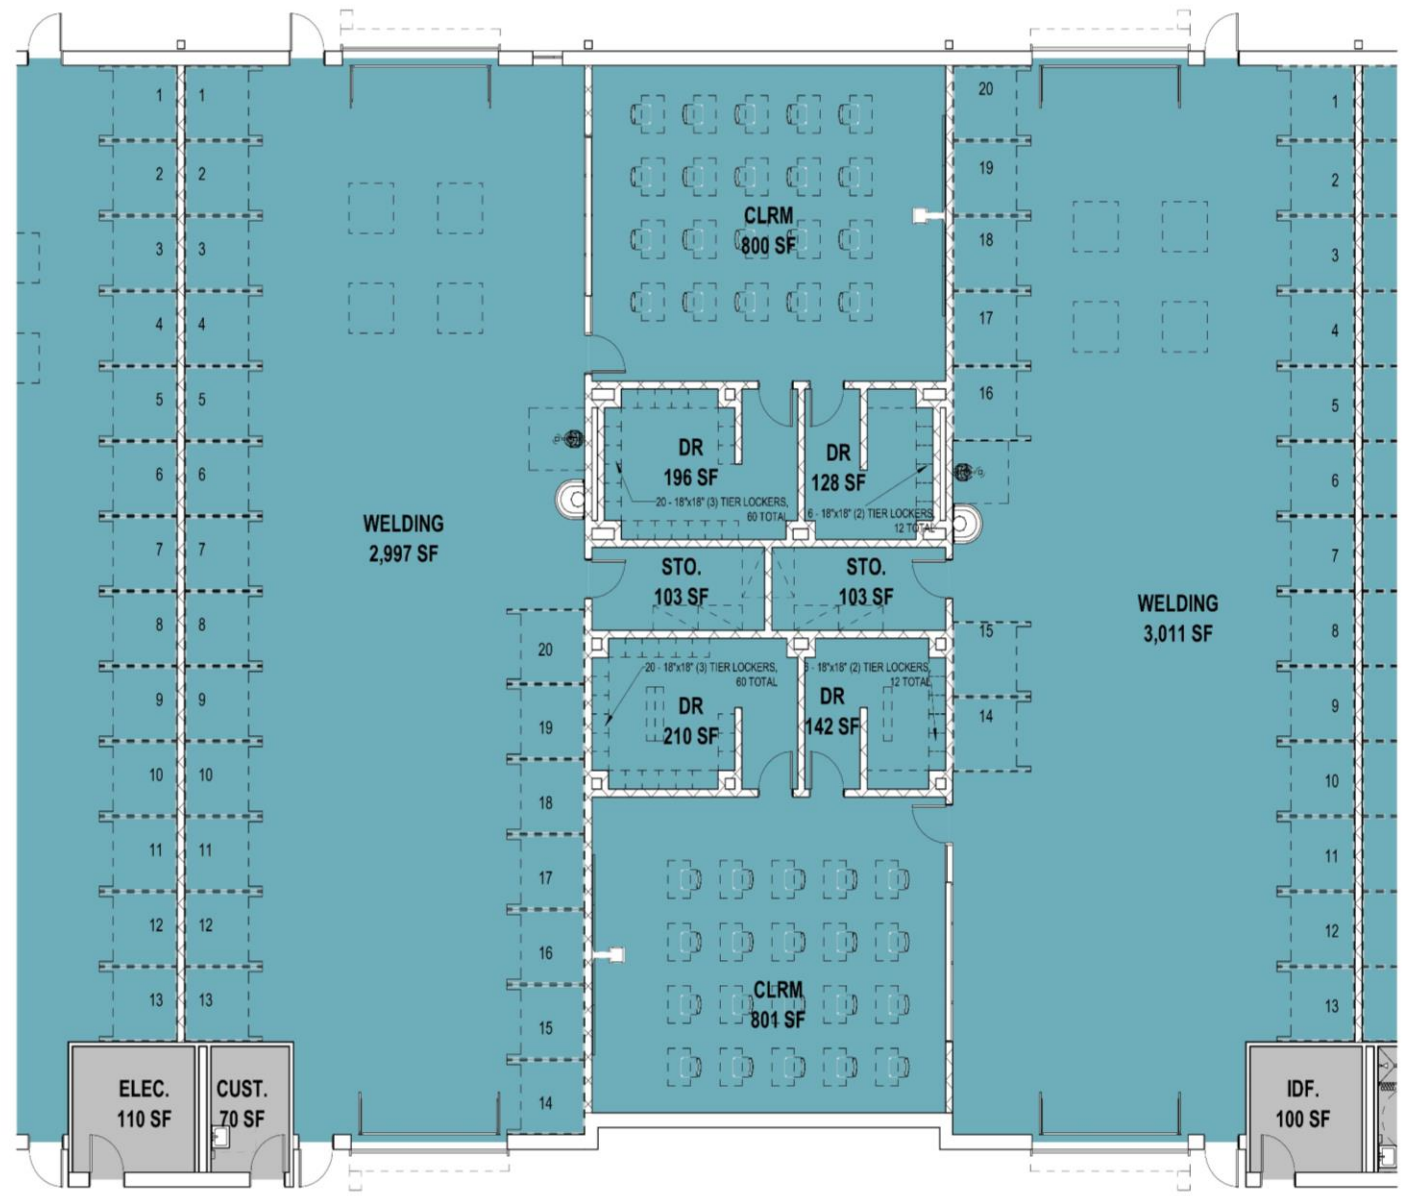 1 1
20
1
2 2
19
2
CLRM
800 SF
3 3
18
3
4 4
17
4
5 5
16
5
DR
196 SF
DR
128 SF
6 6
6
20 - 18"x18" (3) TIER LOCKERS,
60 TOTAL
6 - 18"x18" (2) TIER LOCKERS,
12 TOTAL
WELDING
2,997 SF
7 7
7
STO.
103 SF
STO.
103 SF
WELDING
3,011 SF
8 8
15
8
20
20 - 18"x18" (3) TIER LOCKERS,
60 TOTAL
- 18"x18" (2) TIER LOCKERS,
12 TOTAL
DR
210 SF
DR
142 SF
9 9
14
9
19
10 10
10
18
11 11
11
17
12 12
12
16
CLRM
801 SF
13 13
13
15
14
ELEC.
110 SF
CUST.
70 SF
IDF.
100 SF